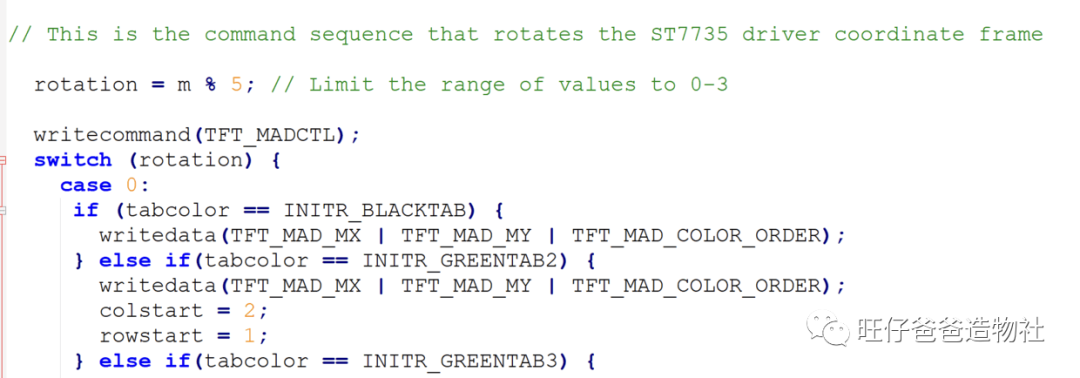 // This is the command sequence that rotates the ST7735 driver coordinate frame
rotation = m % 5; // Limit the range of values to 0-3
writecommand(TFT_MADCTL);
switch (rotation) {
case 0:
if (tabcolor == INITR_BLACKTAB) {
writedata(TFT_MAD_MX | TFT_MAD_MY | TFT_MAD_COLOR_ORDER);
} else if(tabcolor == INITR_GREENTAB2) {
writedata(TFT_MAD_MX | TFT_MAD_MY | TFT_MAD_COLOR_ORDER);
colstart = 2;
rowstart = 1;
} else if(tabcolor == INITR_GREENTAB3) {
旺仔爸爸造物社